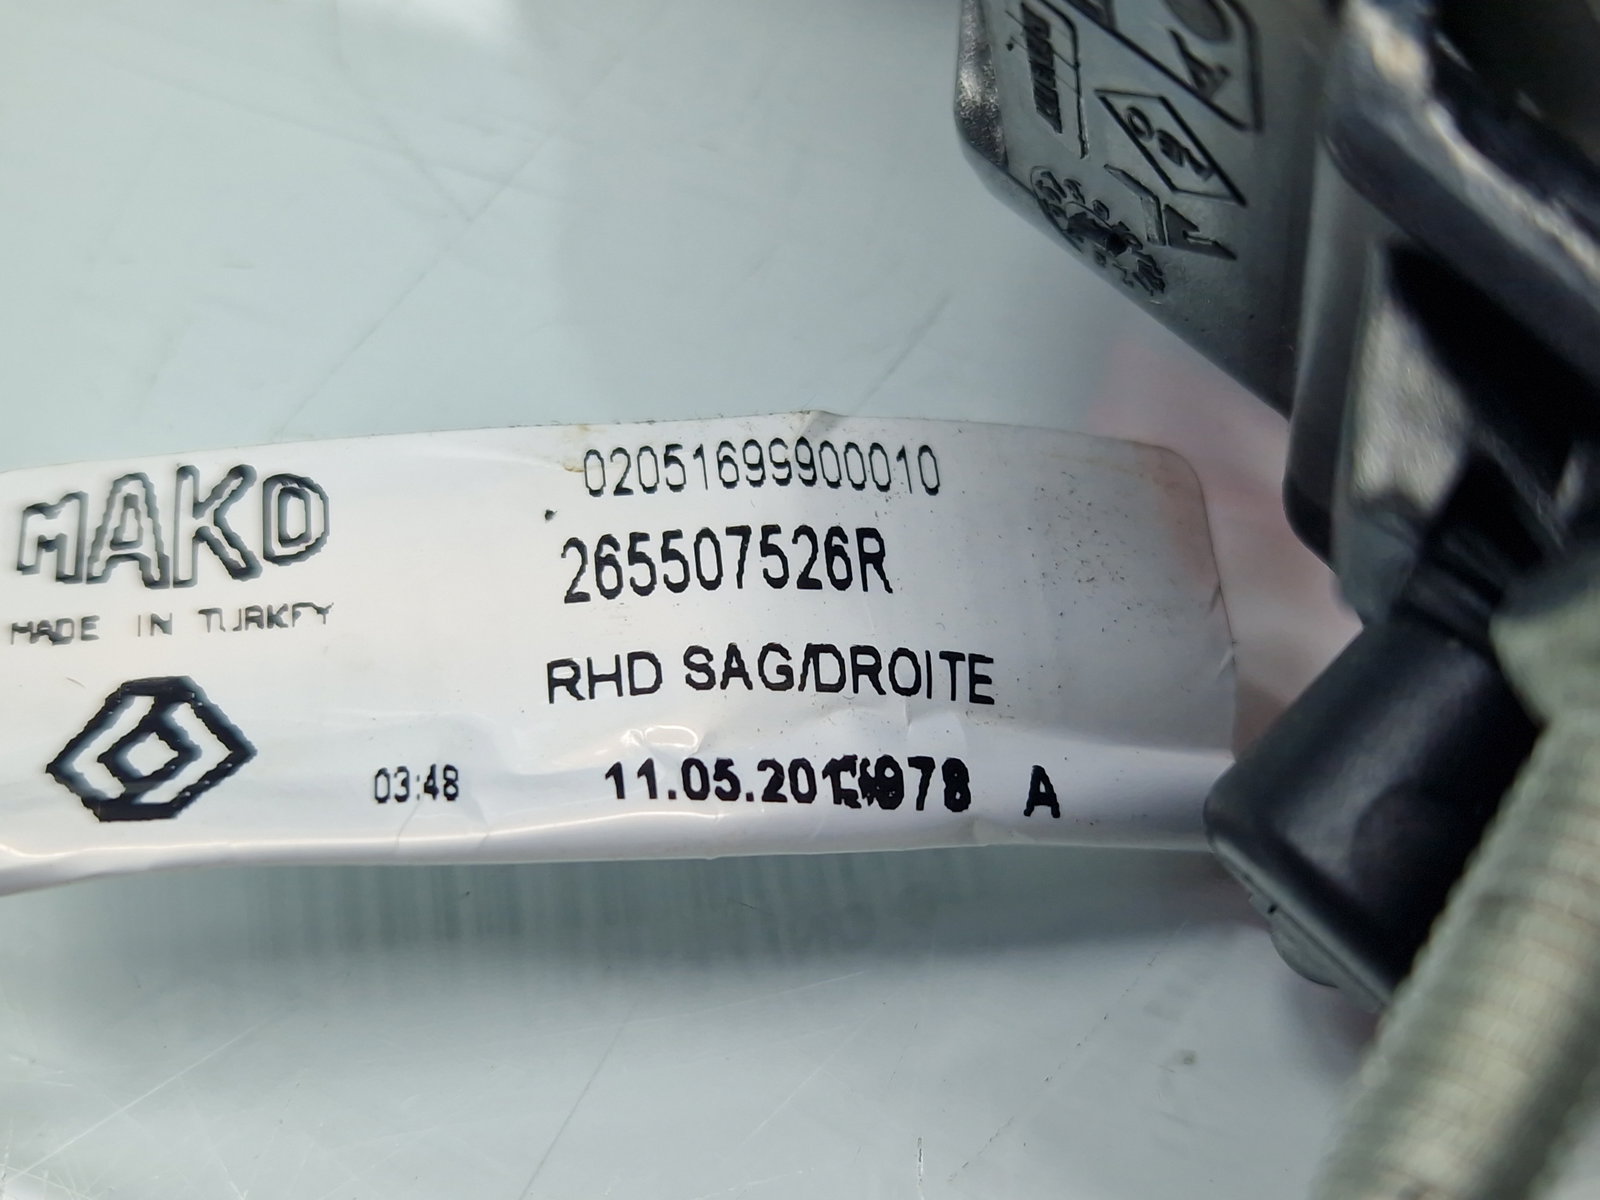 MAKO
MADE IN TURKEY
02051699900010
265507526R
RHD SAG/DROITE
03:48
A